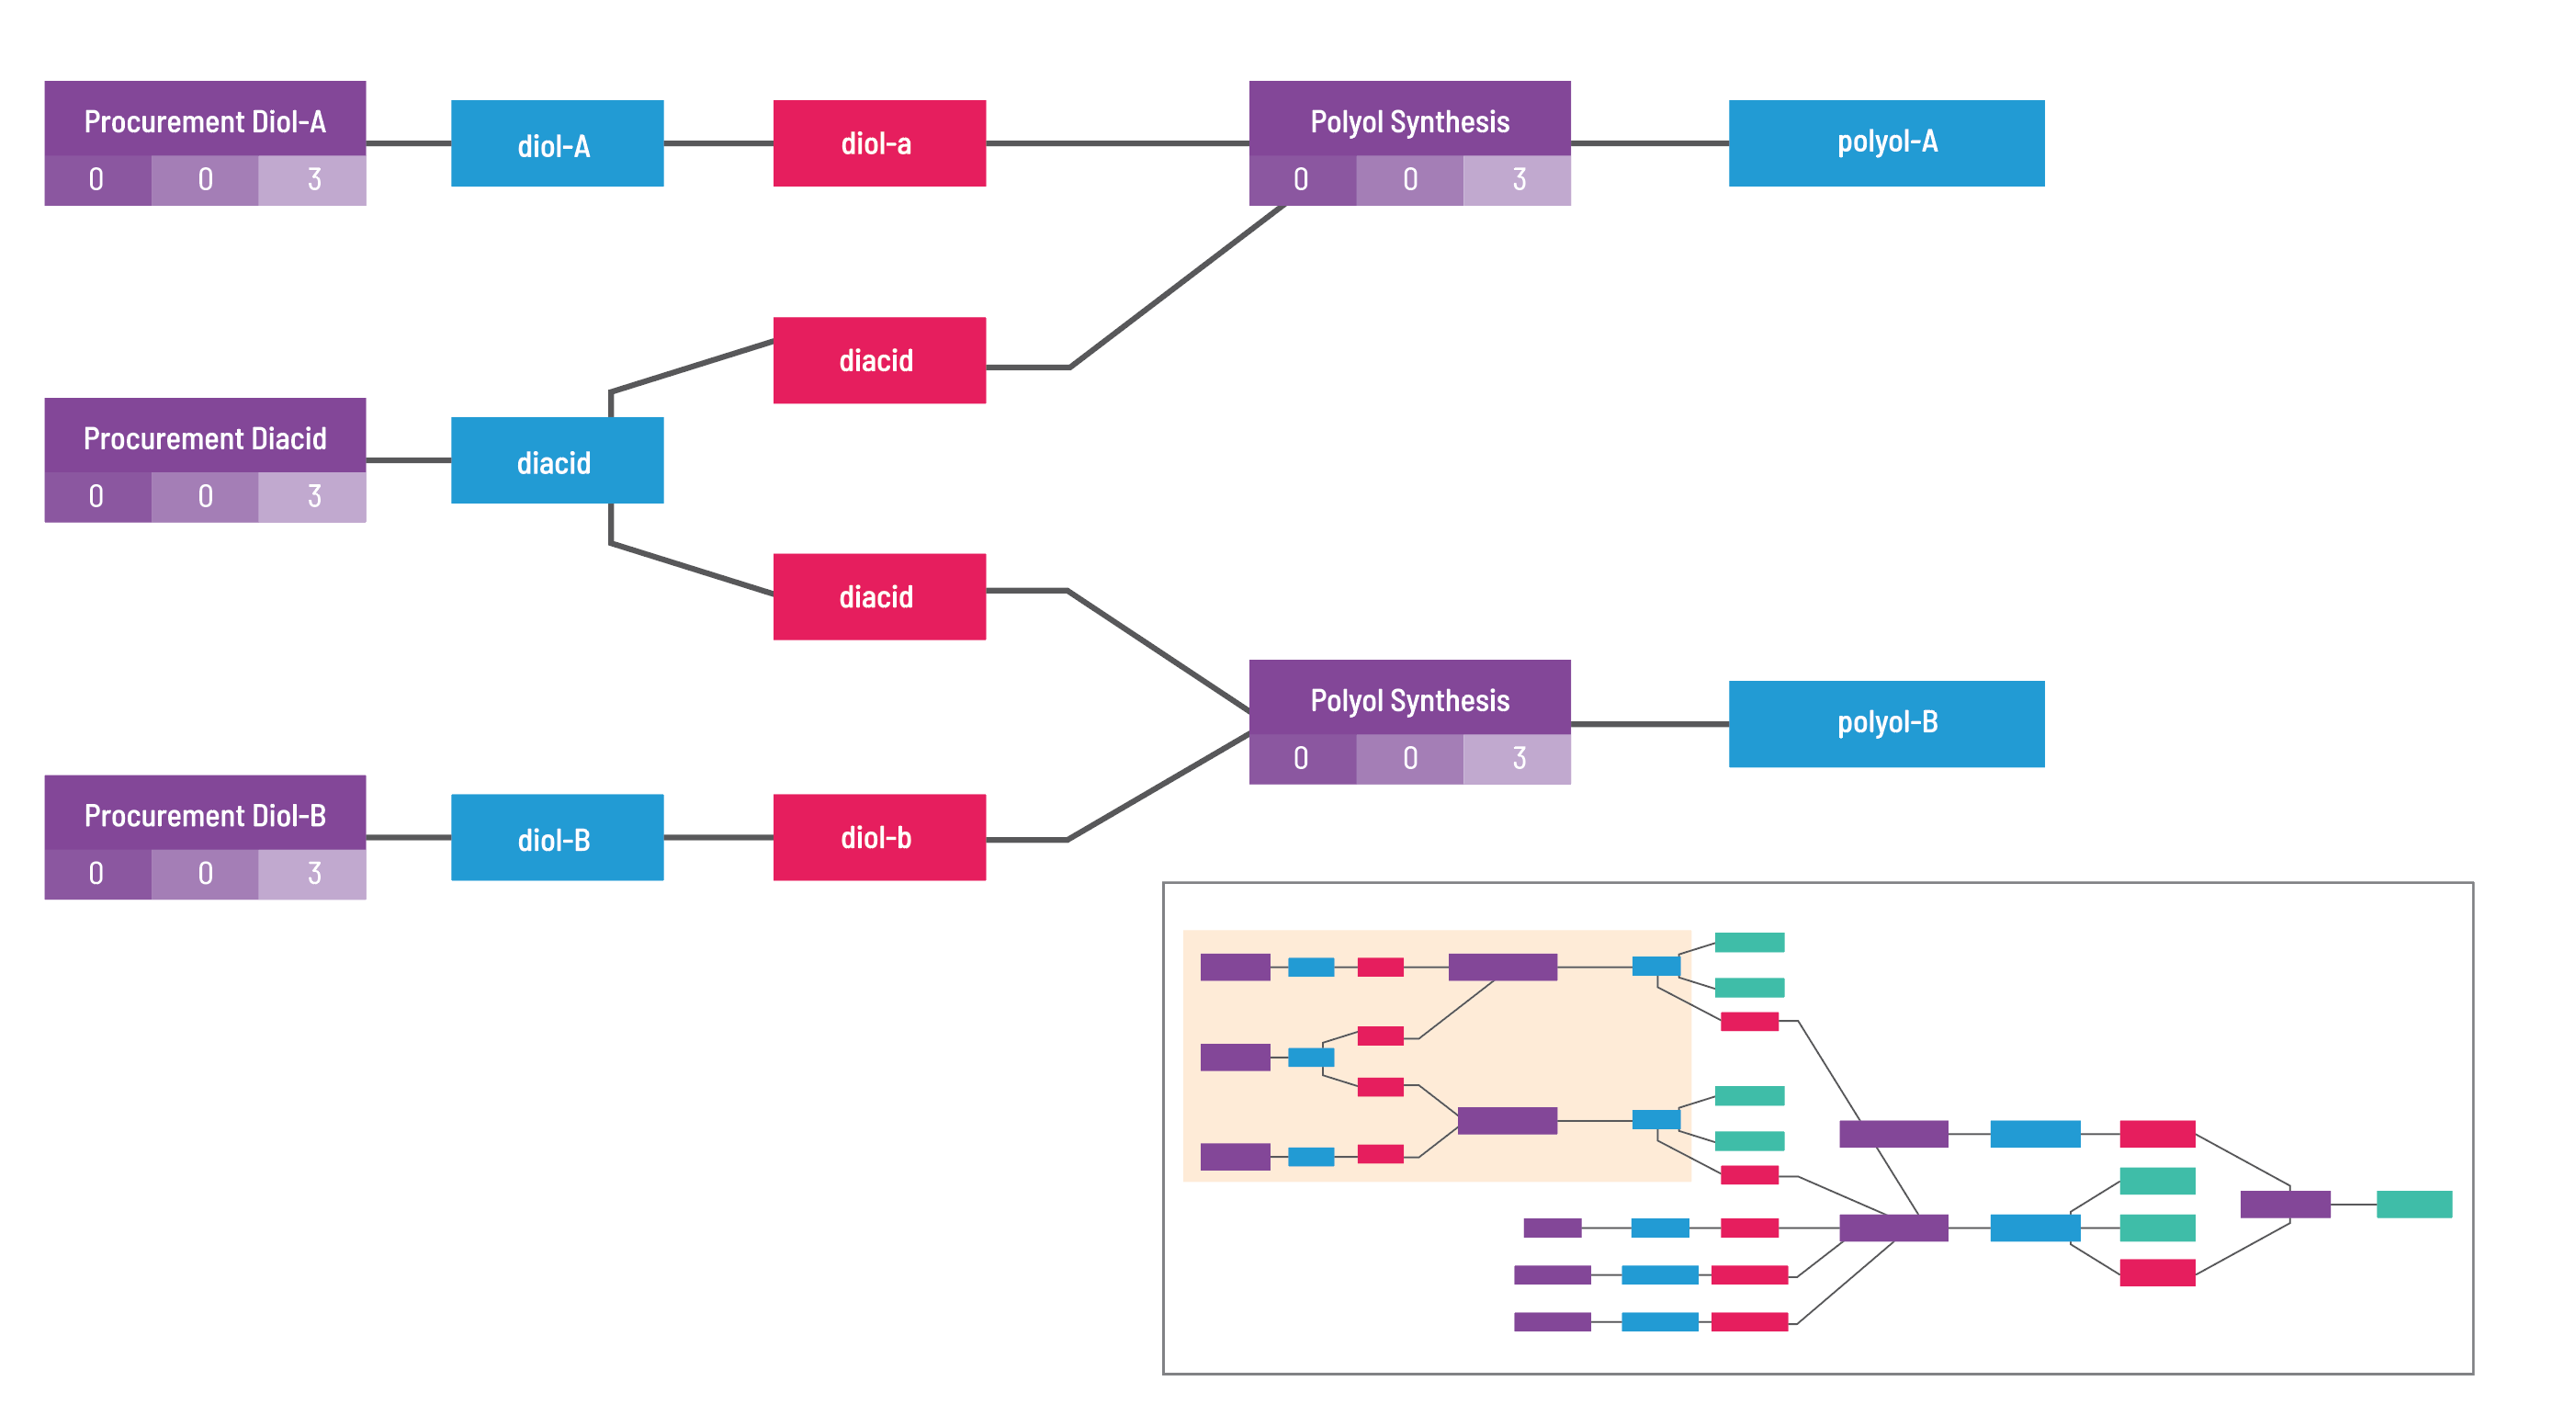 Procurement Diol-A
0 0 3
diol-A
diol-a
Polyol Synthesis
0 0 3
polyol-A
diacid
Procurement Diacid
0 0 3
diacid
diacid
Polyol Synthesis
0 0 3
polyol-B
Procurement Diol-B
0 0 3
diol-B
diol-b